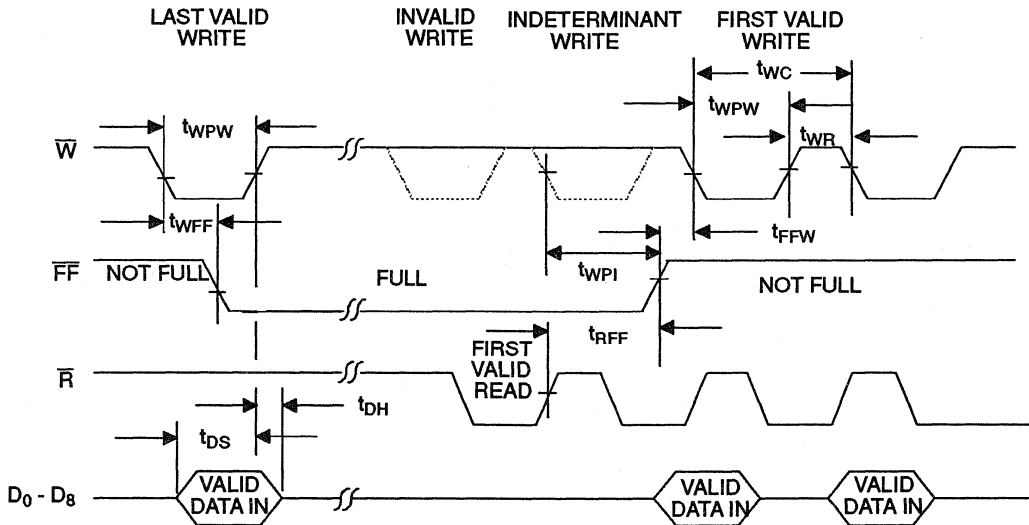 LAST VALID
WRITE
INVALID
WRITE
INDETERMINANT
WRITE
FIRST VALID
WRITE
tWC
tWPW
tWPW
tWR
W̅
tWFF
tFFW
F̅F̅
NOT FULL
FULL
tWPI
NOT FULL
tRFF
FIRST
VALID
READ
R̅
tDH
tDS
D0 - D8
VALID
DATA IN
VALID
DATA IN
VALID
DATA IN